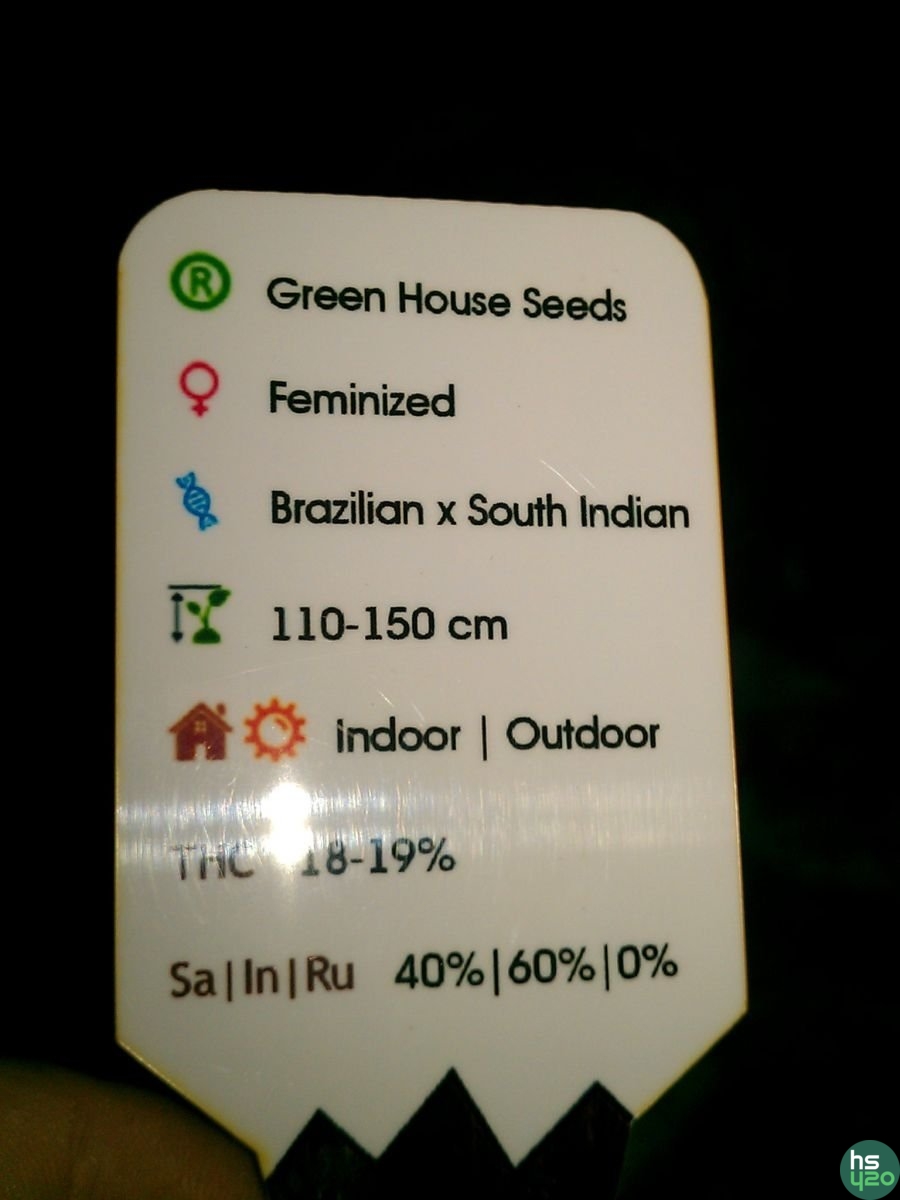 ® Green House Seeds
Feminized
Brazilian x South Indian
110-150 cm
indoor | Outdoor
THC 18-19%
Sa|In|Ru 40%|60%|0%
hs
420